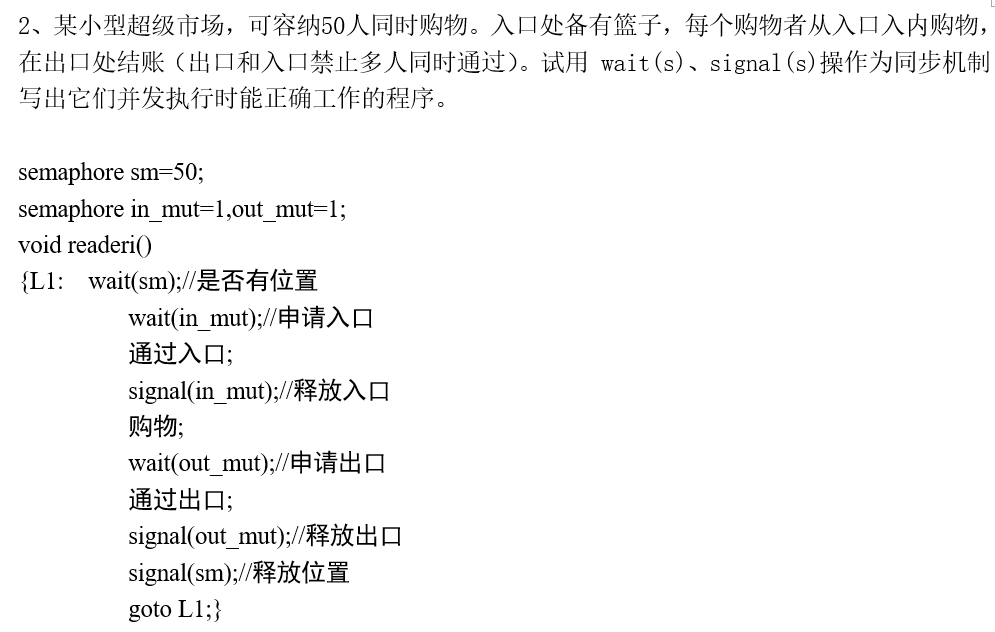 2、某小型超级市场，可容纳50人同时购物。入口处备有篮子，每个购物者从入口入内购物，
在出口处结账（出口和入口禁止多人同时通过）。试用 wait(s)、signal(s)操作为同步机制
写出它们并发执行时能正确工作的程序。
semaphore sm=50;
semaphore in_mut=1,out_mut=1;
void readeri()
{L1: wait(sm);//是否有位置
wait(in_mut);//申请入口
通过入口;
signal(in_mut);//释放入口
购物;
wait(out_mut);//申请出口
通过出口;
signal(out_mut);//释放出口
signal(sm);//释放位置
goto L1;}